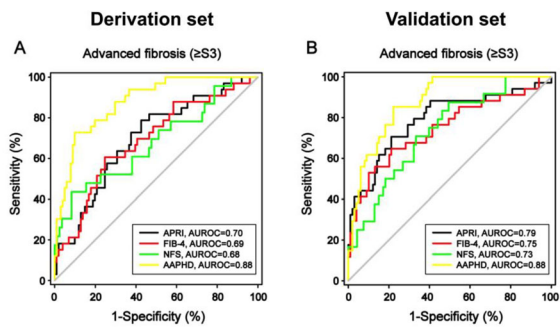 Derivation set
Validation set
A
Advanced fibrosis (≥S3)
100
80
60
40
20
0
Sensitivity (%)
APRI, AUROC=0.70
FIB-4, AUROC=0.69
NFS, AUROC=0.68
AAPHD, AUROC=0.88
0 20 40 60 80 100
1-Specificity (%)
B
Advanced fibrosis (≥S3)
100
80
60
40
20
0
Sensitivity (%)
APRI, AUROC=0.79
FIB-4, AUROC=0.75
NFS, AUROC=0.73
AAPHD, AUROC=0.88
0 20 40 60 80 100
1-Specificity (%)